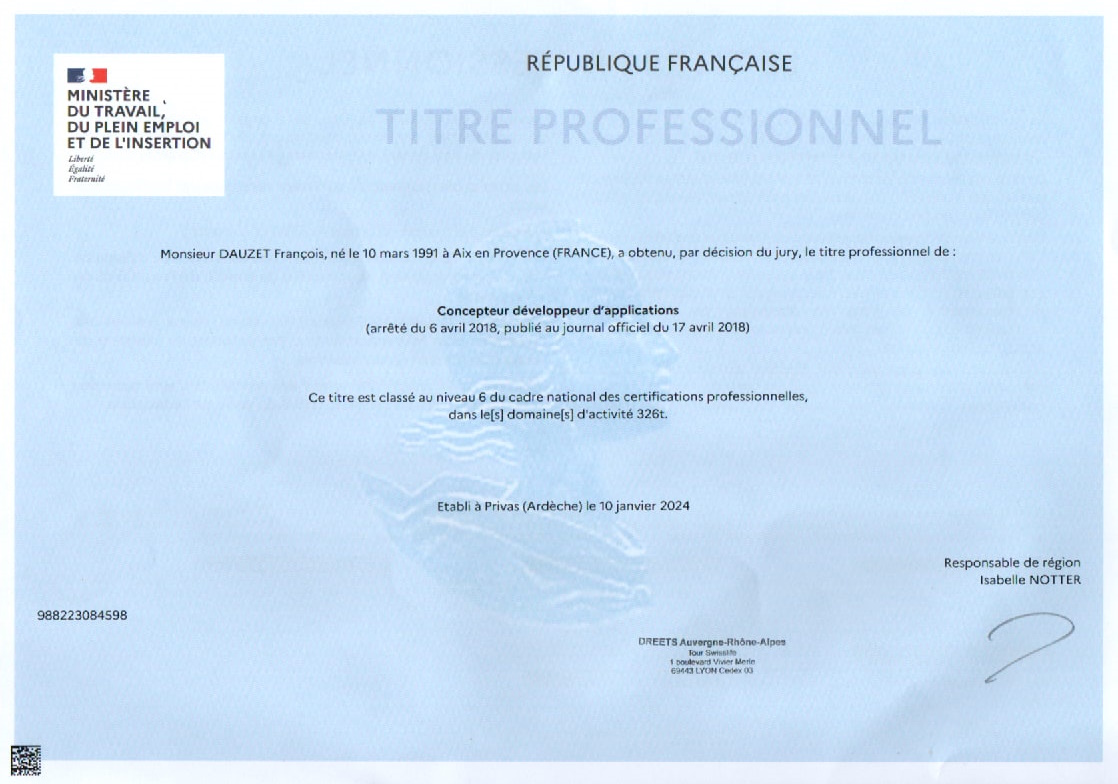 RÉPUBLIQUE FRANÇAISE
MINISTÈRE
DU TRAVAIL,
DU PLEIN EMPLOI
ET DE L'INSERTION
Liberté
Égalité
Fraternité
TITRE PROFESSIONNEL
Monsieur DAUZET François, né le 10 mars 1991 à Aix en Provence (FRANCE), a obtenu, par décision du jury, le titre professionnel de :
Concepteur développeur d'applications
(arrêté du 6 avril 2018, publié au journal officiel du 17 avril 2018)
Ce titre est classé au niveau 6 du cadre national des certifications professionnelles,
dans le[s] domaine[s] d'activité 326t.
Etabli à Privas (Ardèche) le 10 janvier 2024
Responsable de région
Isabelle NOTTER
988223084598
DREETS Auvergne-Rhône-Alpes
Tour Swisslife
1 boulevard Vivier Merle
69443 LYON Cedex 03